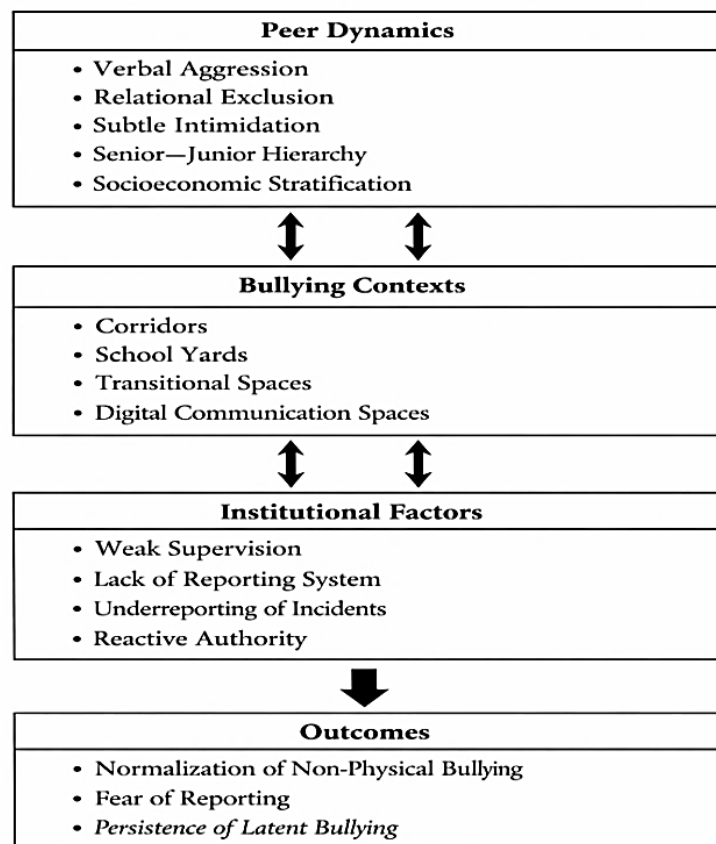 Peer Dynamics
• Verbal Aggression
• Relational Exclusion
• Subtle Intimidation
• Senior—Junior Hierarchy
• Socioeconomic Stratification
Bullying Contexts
• Corridors
• School Yards
• Transitional Spaces
• Digital Communication Spaces
Institutional Factors
• Weak Supervision
• Lack of Reporting System
• Underreporting of Incidents
• Reactive Authority
Outcomes
• Normalization of Non-Physical Bullying
• Fear of Reporting
• Persistence of Latent Bullying